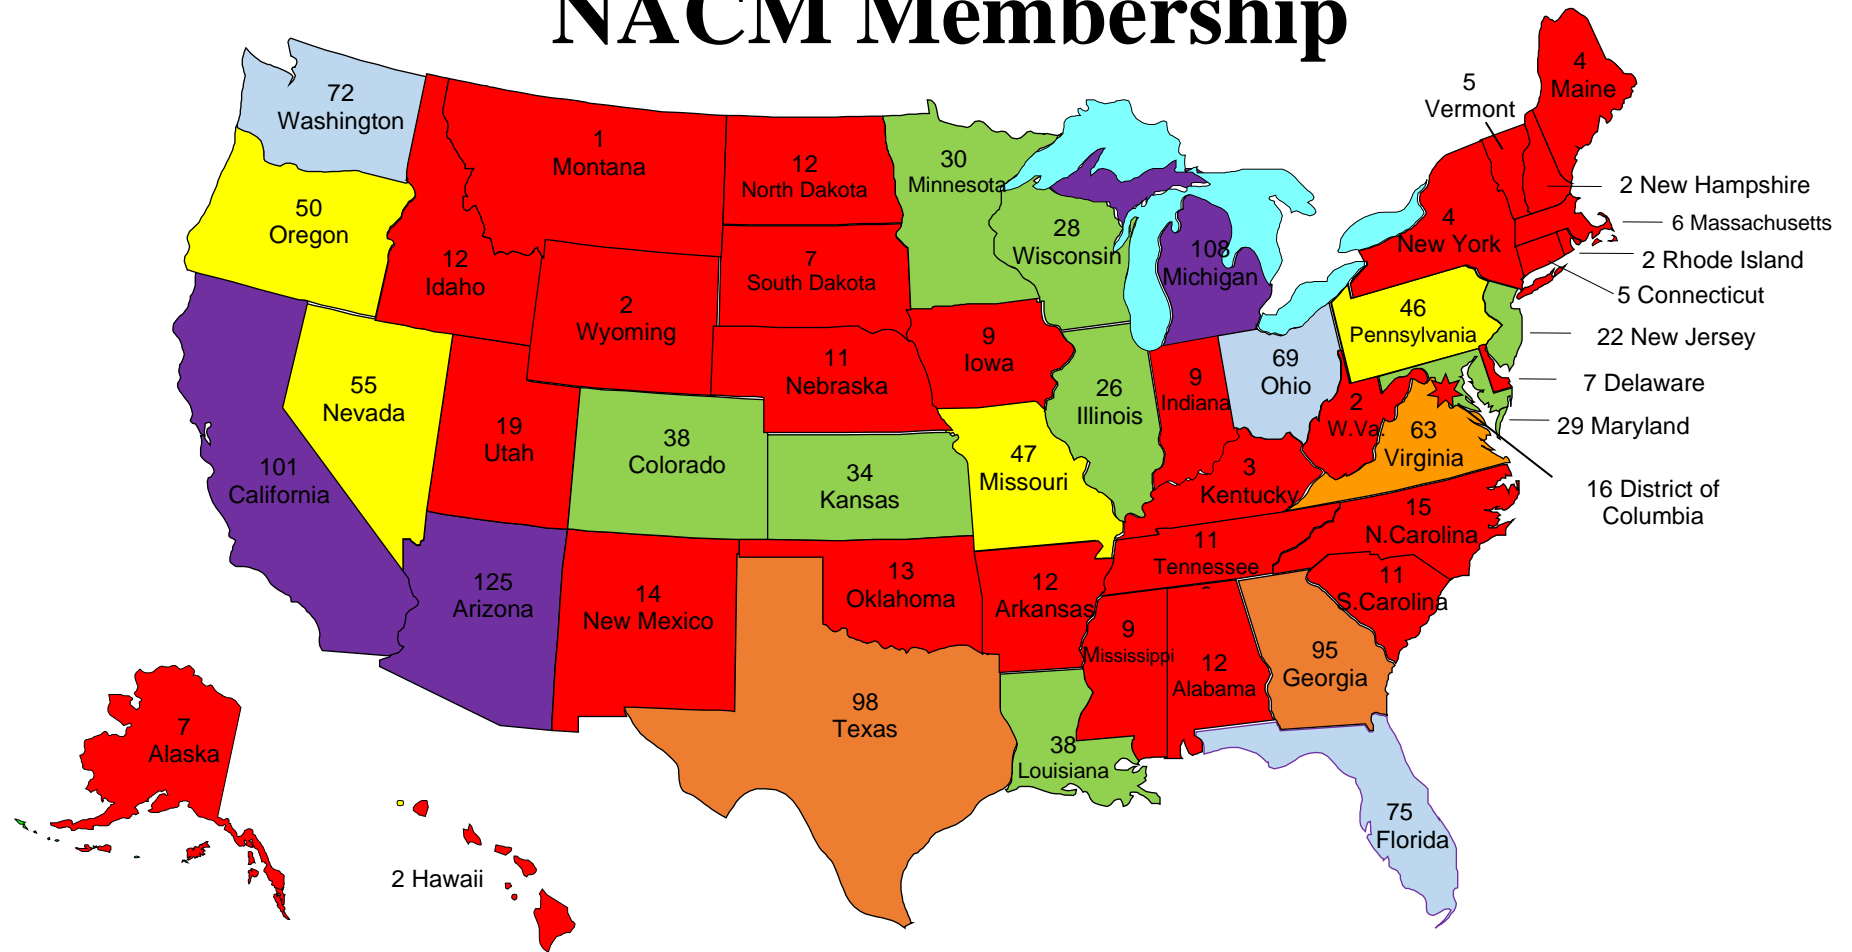 NACM Membership
72
Washington
50
Oregon
101
California
55
Nevada
12
Idaho
1
Montana
2
Wyoming
19
Utah
125
Arizona
38
Colorado
14
New Mexico
12
North Dakota
7
South Dakota
11
Nebraska
34
Kansas
13
Oklahoma
98
Texas
30
Minnesota
9
Iowa
47
Missouri
12
Arkansas
38
Louisiana
28
Wisconsin
26
Illinois
108
Michigan
9
Indiana
69
Ohio
3
Kentucky
11
Tennessee
9
Mississippi
12
Alabama
95
Georgia
75
Florida
11
S.Carolina
15
N.Carolina
63
Virginia
2
W.Va.
46
Pennsylvania
4
New York
5
Vermont
4
Maine
2 New Hampshire
6 Massachusetts
2 Rhode Island
5 Connecticut
22 New Jersey
7 Delaware
29 Maryland
16 District of
Columbia
7
Alaska
2 Hawaii